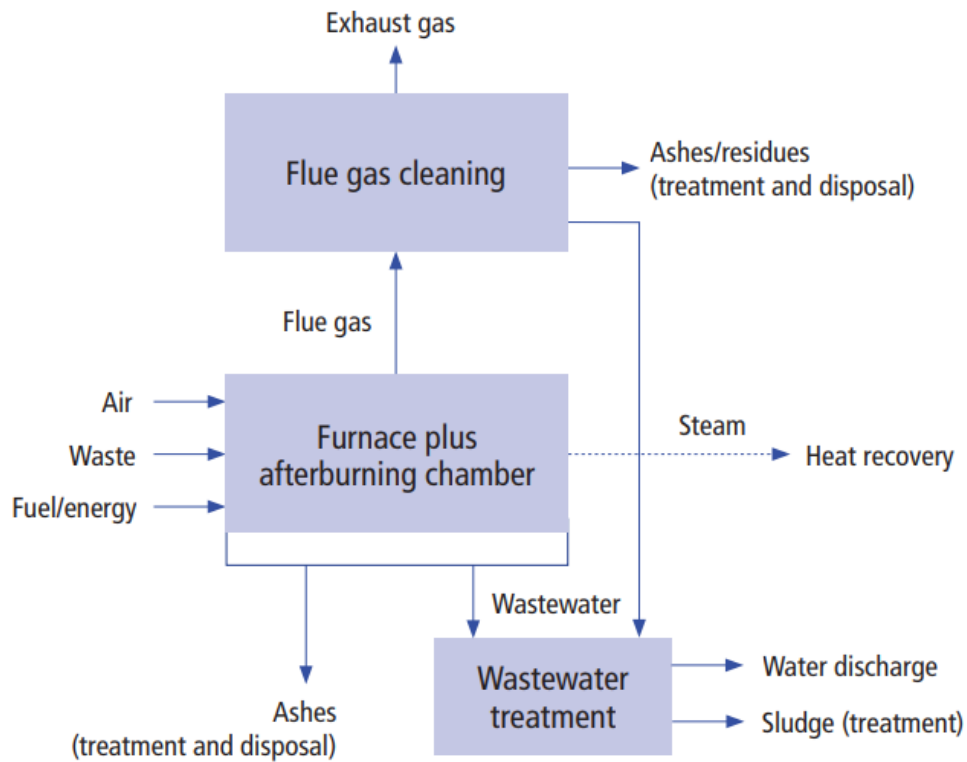 Exhaust gas
Flue gas cleaning
Ashes/residues
(treatment and disposal)
Flue gas
Air
Waste
Fuel/energy
Furnace plus
afterburning chamber
Steam
Heat recovery
Wastewater
Ashes
(treatment and disposal)
Wastewater
treatment
Water discharge
Sludge (treatment)